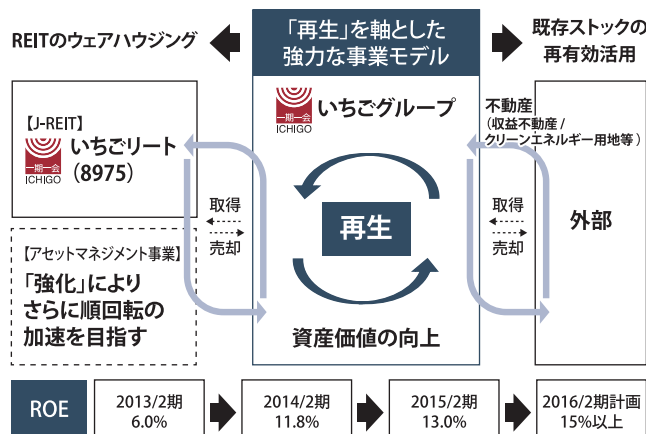 REITのウェアハウジング
「再生」を軸とした
強力な事業モデル
既存ストックの
再有効活用
【J-REIT】
一期一会
ICHIGO
いちごリート
(8975)
一期一会
ICHIGO
いちごグループ
不動産
(収益不動産 /
クリーンエネルギー用地等)
取得
売却
再生
取得
売却
外部
【アセットマネジメント事業】
「強化」により
さらに順回転の
加速を目指す
資産価値の向上
ROE
2013/2期
6.0%
2014/2期
11.8%
2015/2期
13.0%
2016/2期計画
15%以上